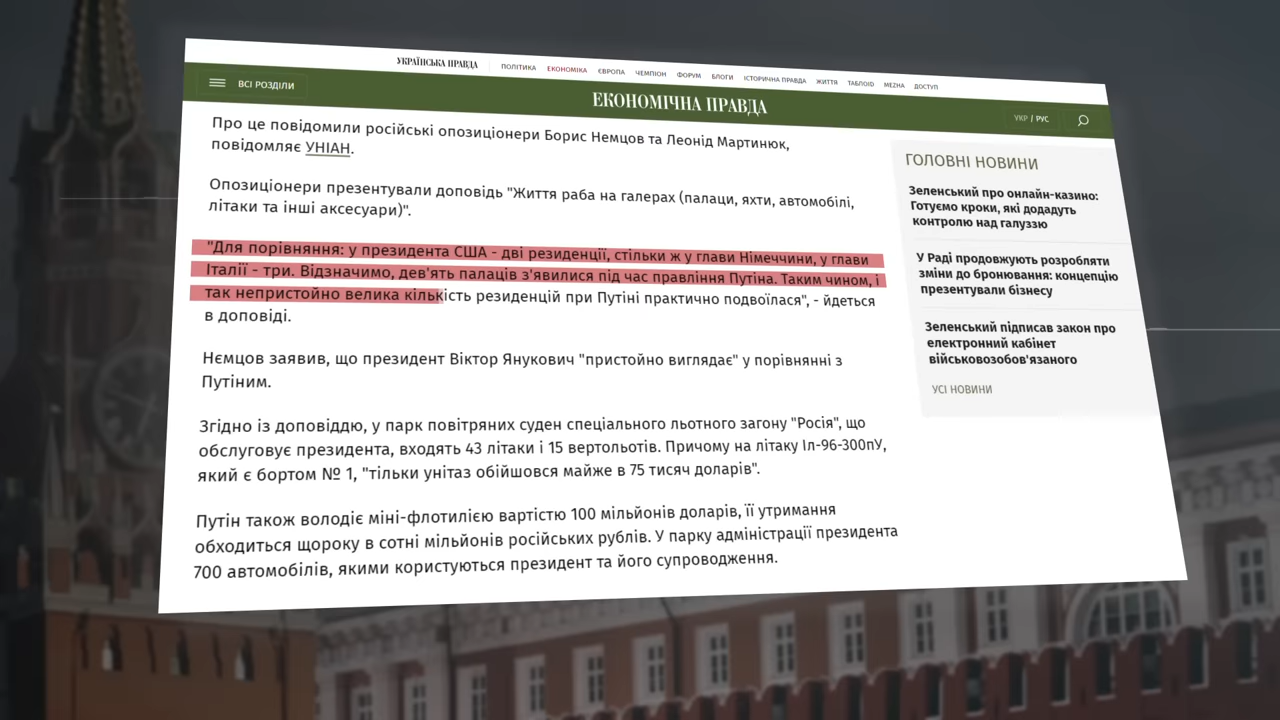 УКРАЇНСЬКА ПРАВДА ПОЛІТИКА ЕКОНОМІКА ЄВРОПА ЧЕМПІОН ФОРУМ БЛОГИ ІСТОРИЧНА ПРАВДА ЖИТТЯ ТАБЛОЇД MEZHA ДОСТУП
ВСІ РОЗДІЛИ
ЕКОНОМІЧНА ПРАВДА
УКР / РУС
Про це повідомили російські опозиціонери Борис Немцов та Леонід Мартинюк,
повідомляє УНІАН.
Опозиціонери презентували доповідь "Життя раба на галерах (палаци, яхти, автомобілі,
літаки та інші аксесуари)".
"Для порівняння: у президента США - дві резиденції, стільки ж у глави Німеччини, у глави
Італії - три. Відзначимо, дев'ять палаців з'явилися під час правління Путіна. Таким чином, і
так непристойно велика кількість резиденцій при Путіні практично подвоїлася", - йдеться
в доповіді.
Нємцов заявив, що президент Віктор Янукович "пристойно виглядає" у порівнянні з
Путіним.
Згідно із доповіддю, у парк повітряних суден спеціального льотного загону "Росія", що
обслуговує президента, входять 43 літаки і 15 вертольотів. Причому на літаку Іл-96-300пУ,
який є бортом № 1, "тільки унітаз обійшовся майже в 75 тисяч доларів".
Путін також володіє міні-флотилією вартістю 100 мільйонів доларів, її утримання
обходиться щороку в сотні мільйонів російських рублів. У парку адміністрації президента
700 автомобілів, якими користуються президент та його супроводження.
ГОЛОВНІ НОВИНИ
Зеленський про онлайн-казино:
Готуємо кроки, які додадуть
контролю над галуззю
У Раді продовжують розробляти
зміни до бронювання: концепцію
презентували бізнесу
Зеленський підписав закон про
електронний кабінет
військовозобов'язаного
УСІ НОВИНИ